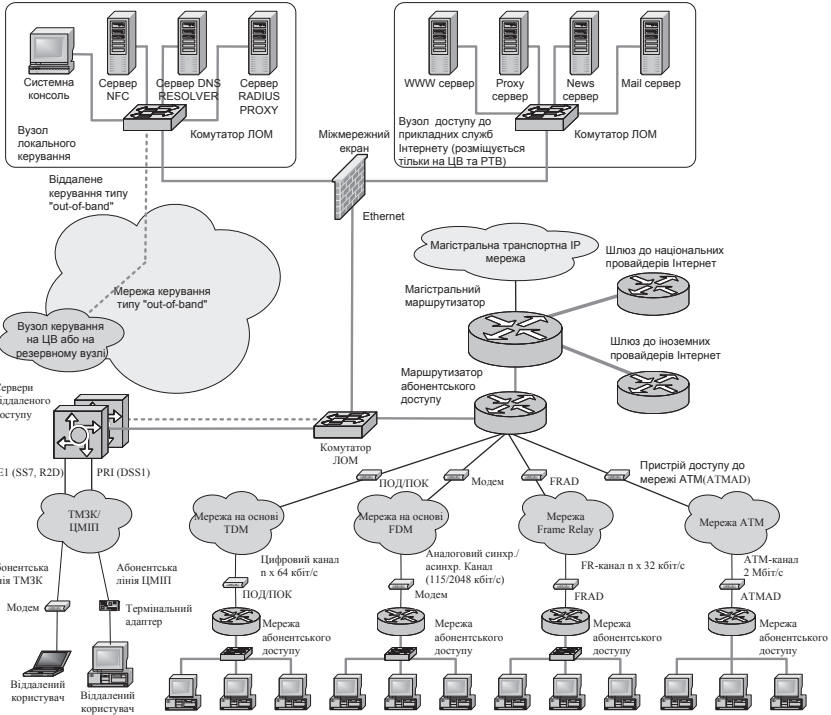 Системна
консоль
Сервер
NFC
Сервер DNS
RESOLVER
Сервер
RADIUS
PROXY
Вузол
локального
керування
Комутатор ЛОМ
WWW сервер
Proxy
сервер
News
сервер
Mail сервер
Вузол доступу до
прикладних служб
Інтернету (розміщується
тільки на ЦВ та РТВ)
Комутатор ЛОМ
Міжмережний
екран
Віддалене
керування типу
"out-of-band"
Ethernet
Мережа керування
типу "out-of-band"
Вузол керування
на ЦВ або на
резервному вузлі
Магістральна транспортна IP
мережа
Магістральний
маршрутизатор
Шлюз до національних
провайдерів Інтернет
Шлюз до іноземних
провайдерів Інтернет
Маршрутизатор
абонентського
доступу
Сервери
віддаленого
доступу
Комутатор
ЛОМ
E1 (SS7, R2D)
PRI (DSS1)
ПОД/ПОК
Модем
FRAD
Пристрій доступу до
мережі ATM(ATMAD)
ТМЗК/
ЦМІП
Мережа на основі
TDM
Мережа на основі
FDM
Мережа
Frame Relay
Мережа ATM
Абонентська
лінія ТМЗК
Абонентська
лінія ЦМІП
Цифровий канал
n x 64 кбіт/с
Аналоговий синхр./
асинхр. Канал
(115/2048 кбіт/с)
FR-канал n x 32 кбіт/с
ATM-канал
2 Мбіт/с
Модем
Термінальний
адаптер
ПОД/ПОК
Модем
FRAD
ATMAD
Мережа
абонентського
доступу
Мережа
абонентського
доступу
Мережа
абонентського
доступу
Мережа
абонентського
доступу
Віддалений
користувач
Віддалений
користувач